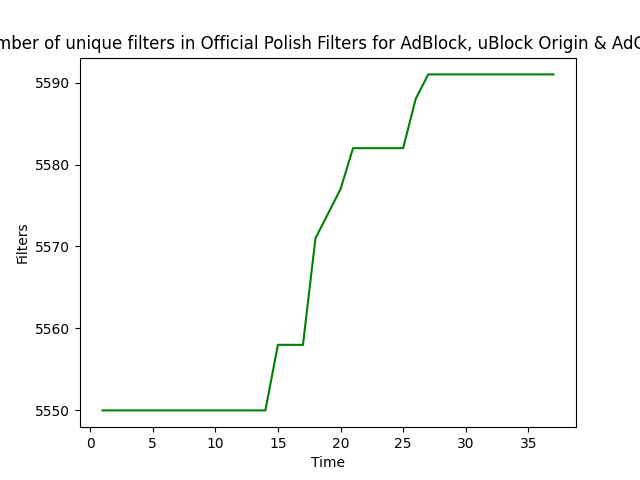 mber of unique filters in Official Polish Filters for AdBlock, uBlock Origin & AdG
5590
5580
5570
5560
5550
Filters
0 5 10 15 20 25 30 35
Time